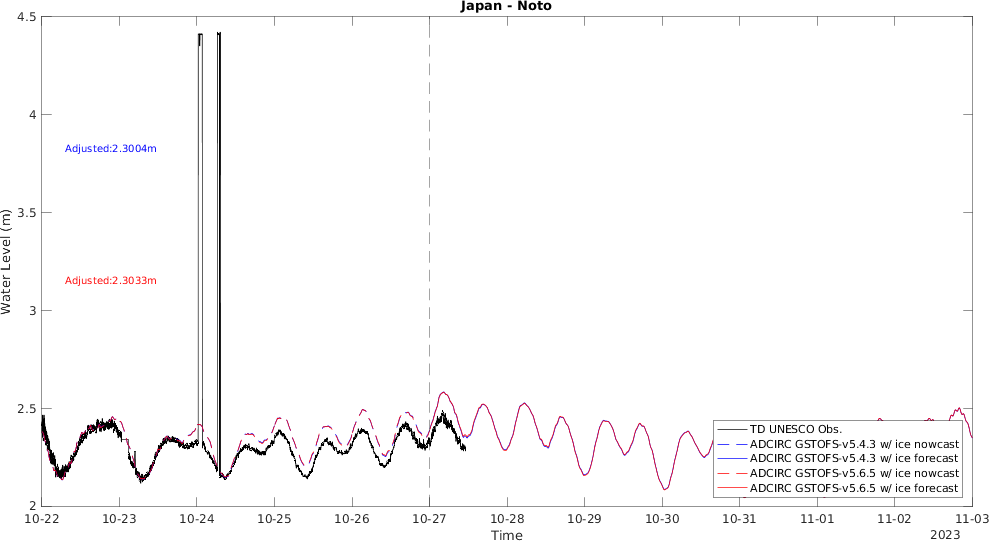 Japan - Noto
4.5
4
3.5
3
2.5
2
Water Level (m)
Adjusted:2.3004m
Adjusted:2.3033m
TD UNESCO Obs.
ADCIRC GSTOFS-v5.4.3 w/ ice nowcast
ADCIRC GSTOFS-v5.4.3 w/ ice forecast
ADCIRC GSTOFS-v5.6.5 w/ ice nowcast
ADCIRC GSTOFS-v5.6.5 w/ ice forecast
10-22 10-23 10-24 10-25 10-26 10-27 10-28 10-29 10-30 10-31 11-01 11-02 11-03
Time
2023